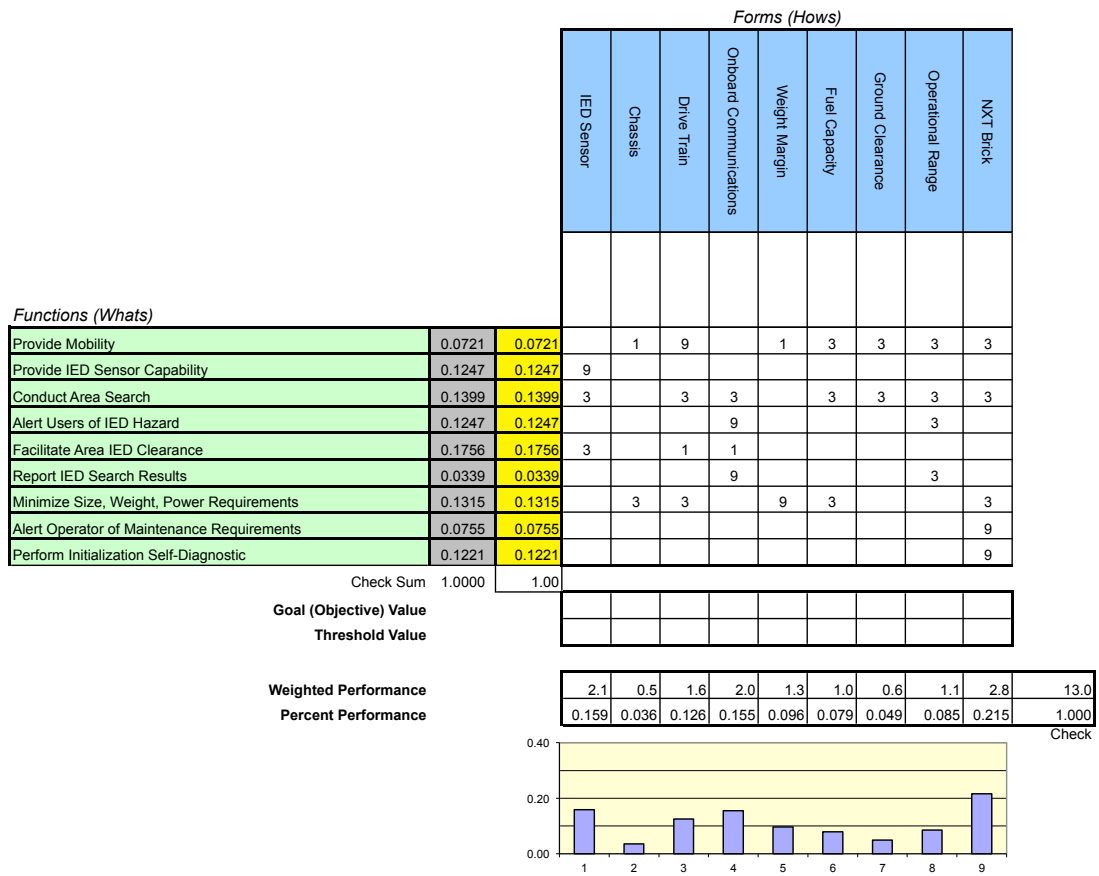 Forms (Hows)
IED Sensor
Chassis
Drive Train
Onboard Communications
Weight Margin
Fuel Capacity
Ground Clearance
Operational Range
NXT Brick
Functions (Whats)
Provide Mobility 0.0721 0.0721 1 9 1 3 3 3 3
Provide IED Sensor Capability 0.1247 0.1247 9
Conduct Area Search 0.1399 0.1399 3 3 3 3 3 3 3
Alert Users of IED Hazard 0.1247 0.1247 9 3
Facilitate Area IED Clearance 0.1756 0.1756 3 1 1
Report IED Search Results 0.0339 0.0339 9 3
Minimize Size, Weight, Power Requirements 0.1315 0.1315 3 3 9 3 3
Alert Operator of Maintenance Requirements 0.0755 0.0755 9
Perform Initialization Self-Diagnostic 0.1221 0.1221 9
Check Sum 1.0000 1.00
Goal (Objective) Value
Threshold Value
Weighted Performance 2.1 0.5 1.6 2.0 1.3 1.0 0.6 1.1 2.8 13.0
Percent Performance 0.159 0.036 0.126 0.155 0.096 0.079 0.049 0.085 0.215 1.000
Check
0.40
0.20
0.00
1 2 3 4 5 6 7 8 9